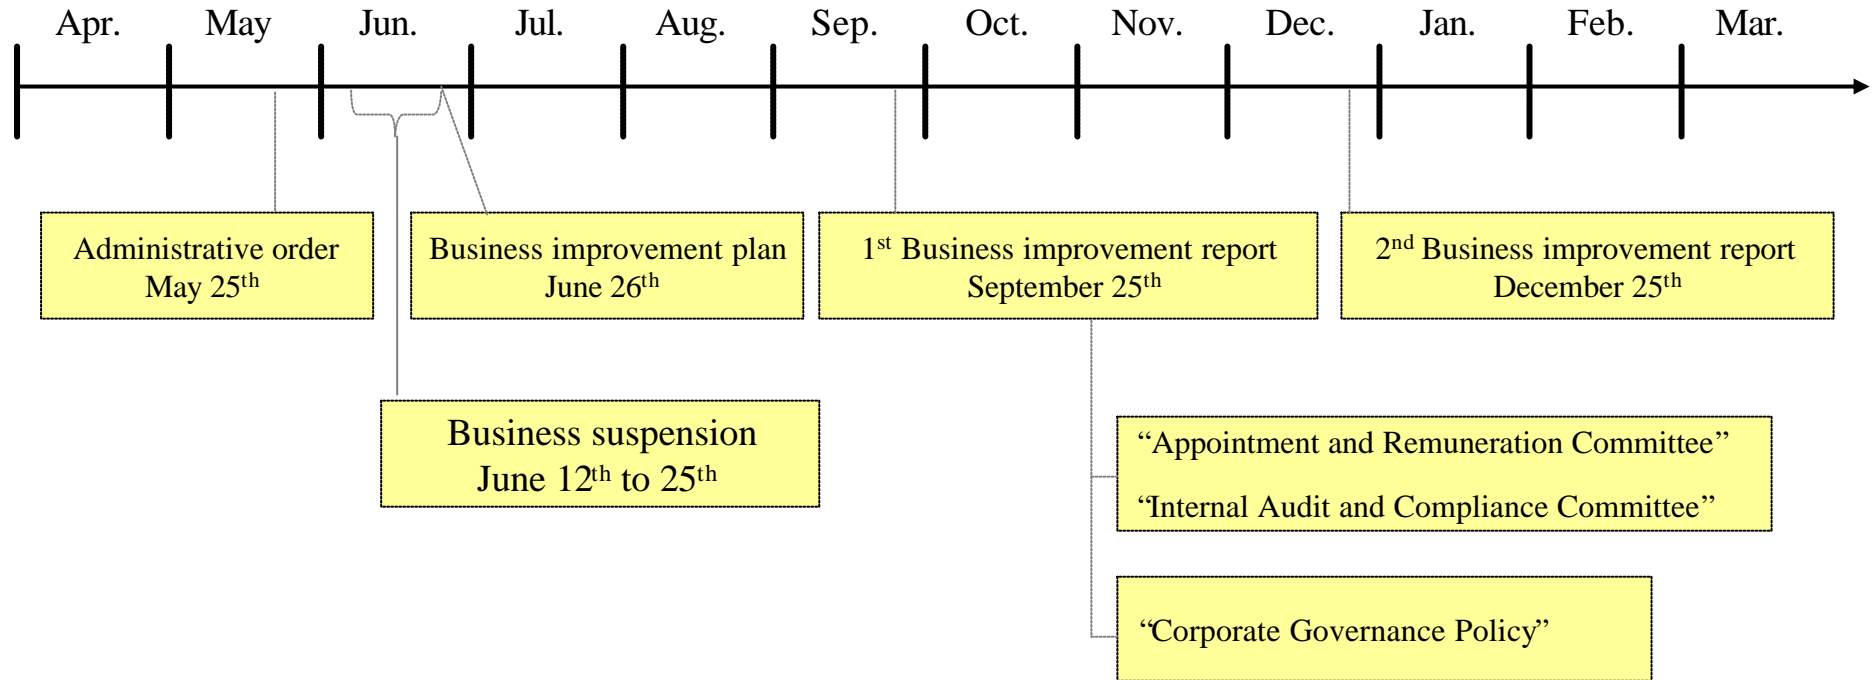 Apr. May Jun. Jul. Aug. Sep. Oct. Nov. Dec. Jan. Feb. Mar.
Administrative order
May 25th
Business improvement plan
June 26th
1st Business improvement report
September 25th
2nd Business improvement report
December 25th
Business suspension
June 12th to 25th
“Appointment and Remuneration Committee”
“Internal Audit and Compliance Committee”
“Corporate Governance Policy”